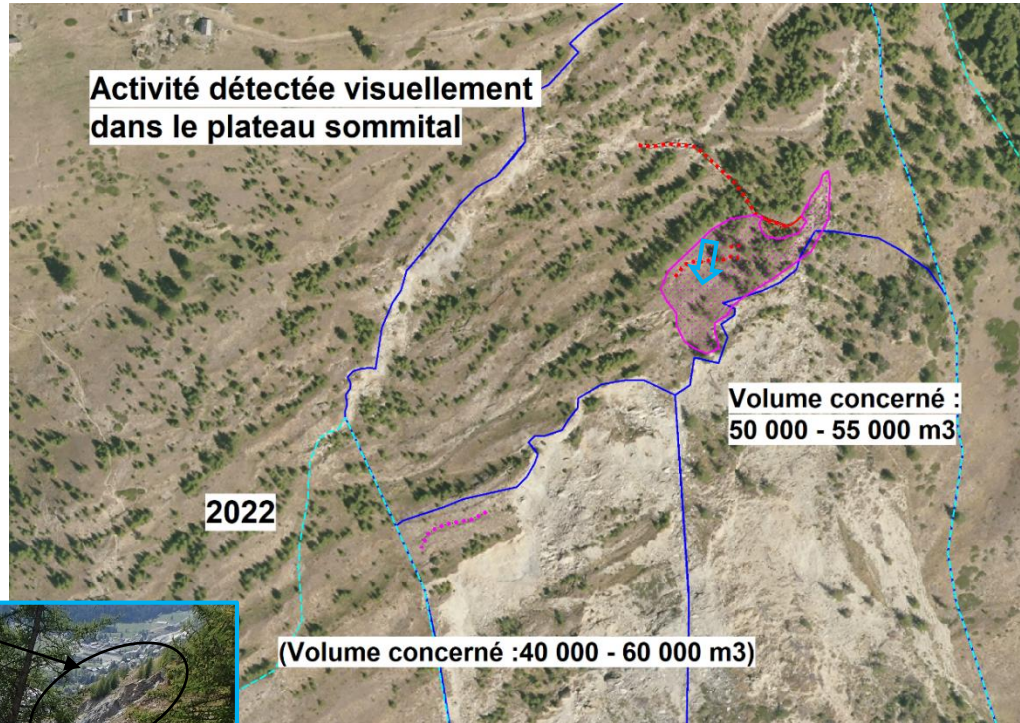 Activité détectée visuellement
dans le plateau sommital
Volume concerné :
50 000 - 55 000 m3
2022
(Volume concerné :40 000 - 60 000 m3)